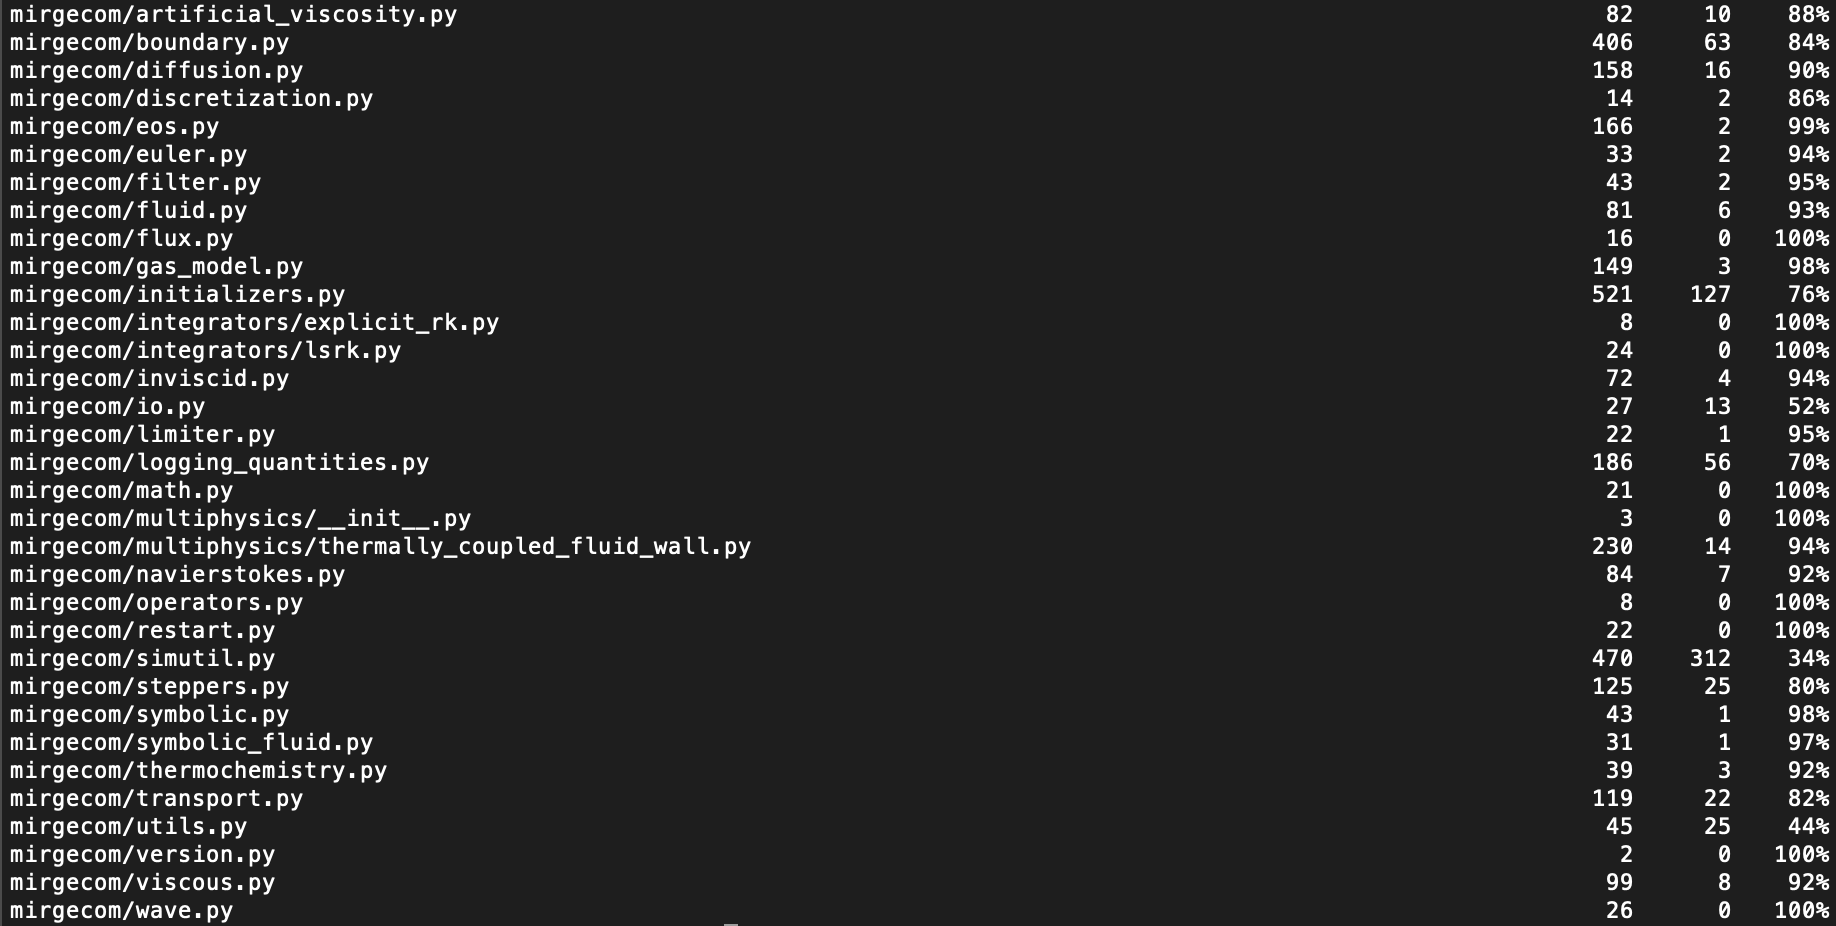 mirgecom/artificial_viscosity.py 82 10 88%
mirgecom/boundary.py 406 63 84%
mirgecom/diffusion.py 158 16 90%
mirgecom/discretization.py 14 2 86%
mirgecom/eos.py 166 2 99%
mirgecom/euler.py 33 2 94%
mirgecom/filter.py 43 2 95%
mirgecom/fluid.py 81 6 93%
mirgecom/flux.py 16 0 100%
mirgecom/gas_model.py 149 3 98%
mirgecom/initializers.py 521 127 76%
mirgecom/integrators/explicit_rk.py 8 0 100%
mirgecom/integrators/lsrk.py 24 0 100%
mirgecom/inviscid.py 72 4 94%
mirgecom/io.py 27 13 52%
mirgecom/limiter.py 22 1 95%
mirgecom/logging_quantities.py 186 56 70%
mirgecom/math.py 21 0 100%
mirgecom/multiphysics/__init__.py 3 0 100%
mirgecom/multiphysics/thermally_coupled_fluid_wall.py 230 14 94%
mirgecom/navierstokes.py 84 7 92%
mirgecom/operators.py 8 0 100%
mirgecom/restart.py 22 0 100%
mirgecom/simutil.py 470 312 34%
mirgecom/steppers.py 125 25 80%
mirgecom/symbolic.py 43 1 98%
mirgecom/symbolic_fluid.py 31 1 97%
mirgecom/thermochemistry.py 39 3 92%
mirgecom/transport.py 119 22 82%
mirgecom/utils.py 45 25 44%
mirgecom/version.py 2 0 100%
mirgecom/viscous.py 99 8 92%
mirgecom/wave.py 26 0 100%